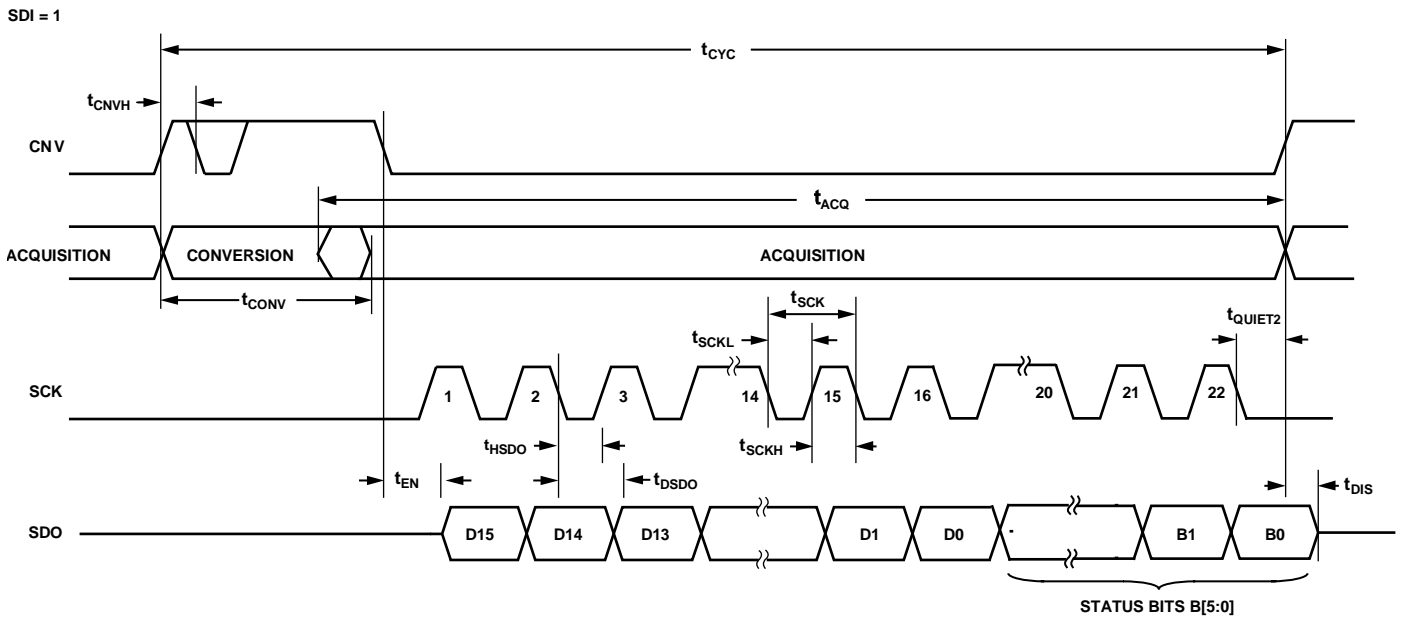 SDI = 1
tCYC
tCNVH
CNV
tACQ
ACQUISITION
CONVERSION
ACQUISITION
tCONV
tSCK
tQUIET2
tSCKL
SCK
1
2
3
14
15
16
20
21
22
tHSDO
tSCKH
tEN
tDSDO
tDIS
SDO
D15
D14
D13
D1
D0
B1
B0
STATUS BITS B[5:0]